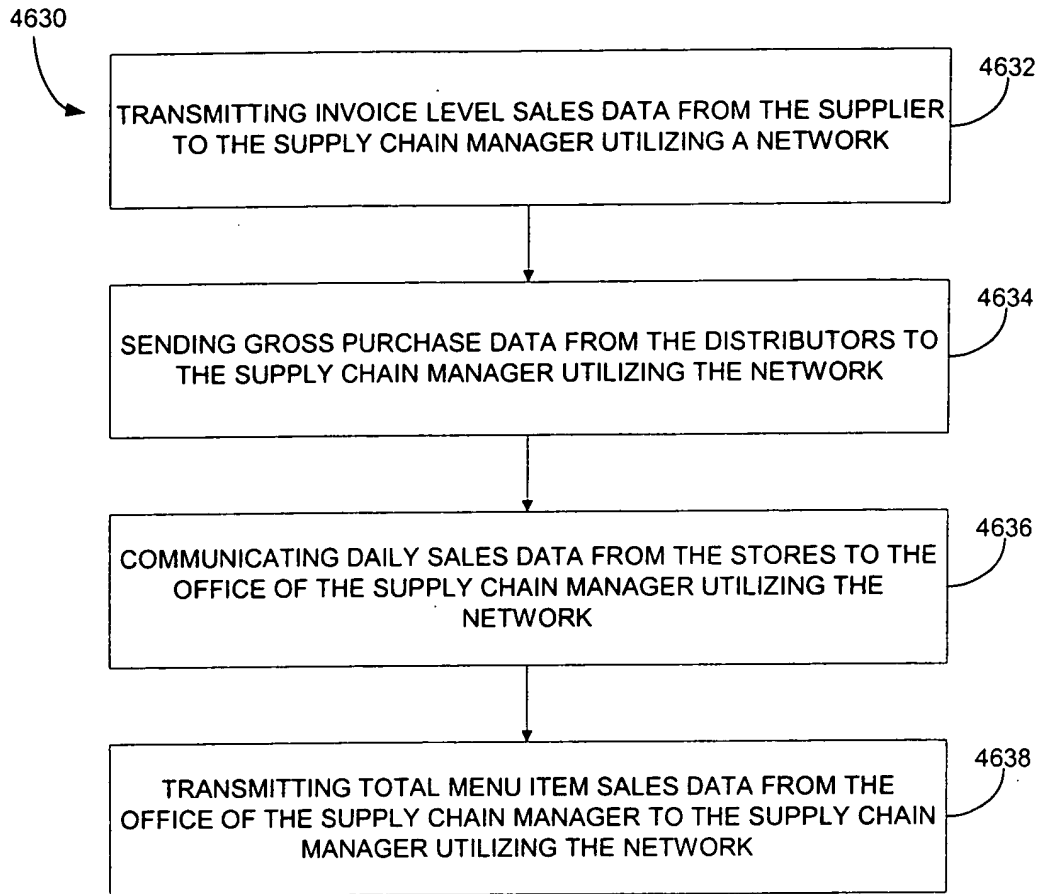 4630
4632
TRANSMITTING INVOICE LEVEL SALES DATA FROM THE SUPPLIER
TO THE SUPPLY CHAIN MANAGER UTILIZING A NETWORK
4634
SENDING GROSS PURCHASE DATA FROM THE DISTRIBUTORS TO
THE SUPPLY CHAIN MANAGER UTILIZING THE NETWORK
4636
COMMUNICATING DAILY SALES DATA FROM THE STORES TO THE
OFFICE OF THE SUPPLY CHAIN MANAGER UTILIZING THE
NETWORK
4638
TRANSMITTING TOTAL MENU ITEM SALES DATA FROM THE
OFFICE OF THE SUPPLY CHAIN MANAGER TO THE SUPPLY CHAIN
MANAGER UTILIZING THE NETWORK